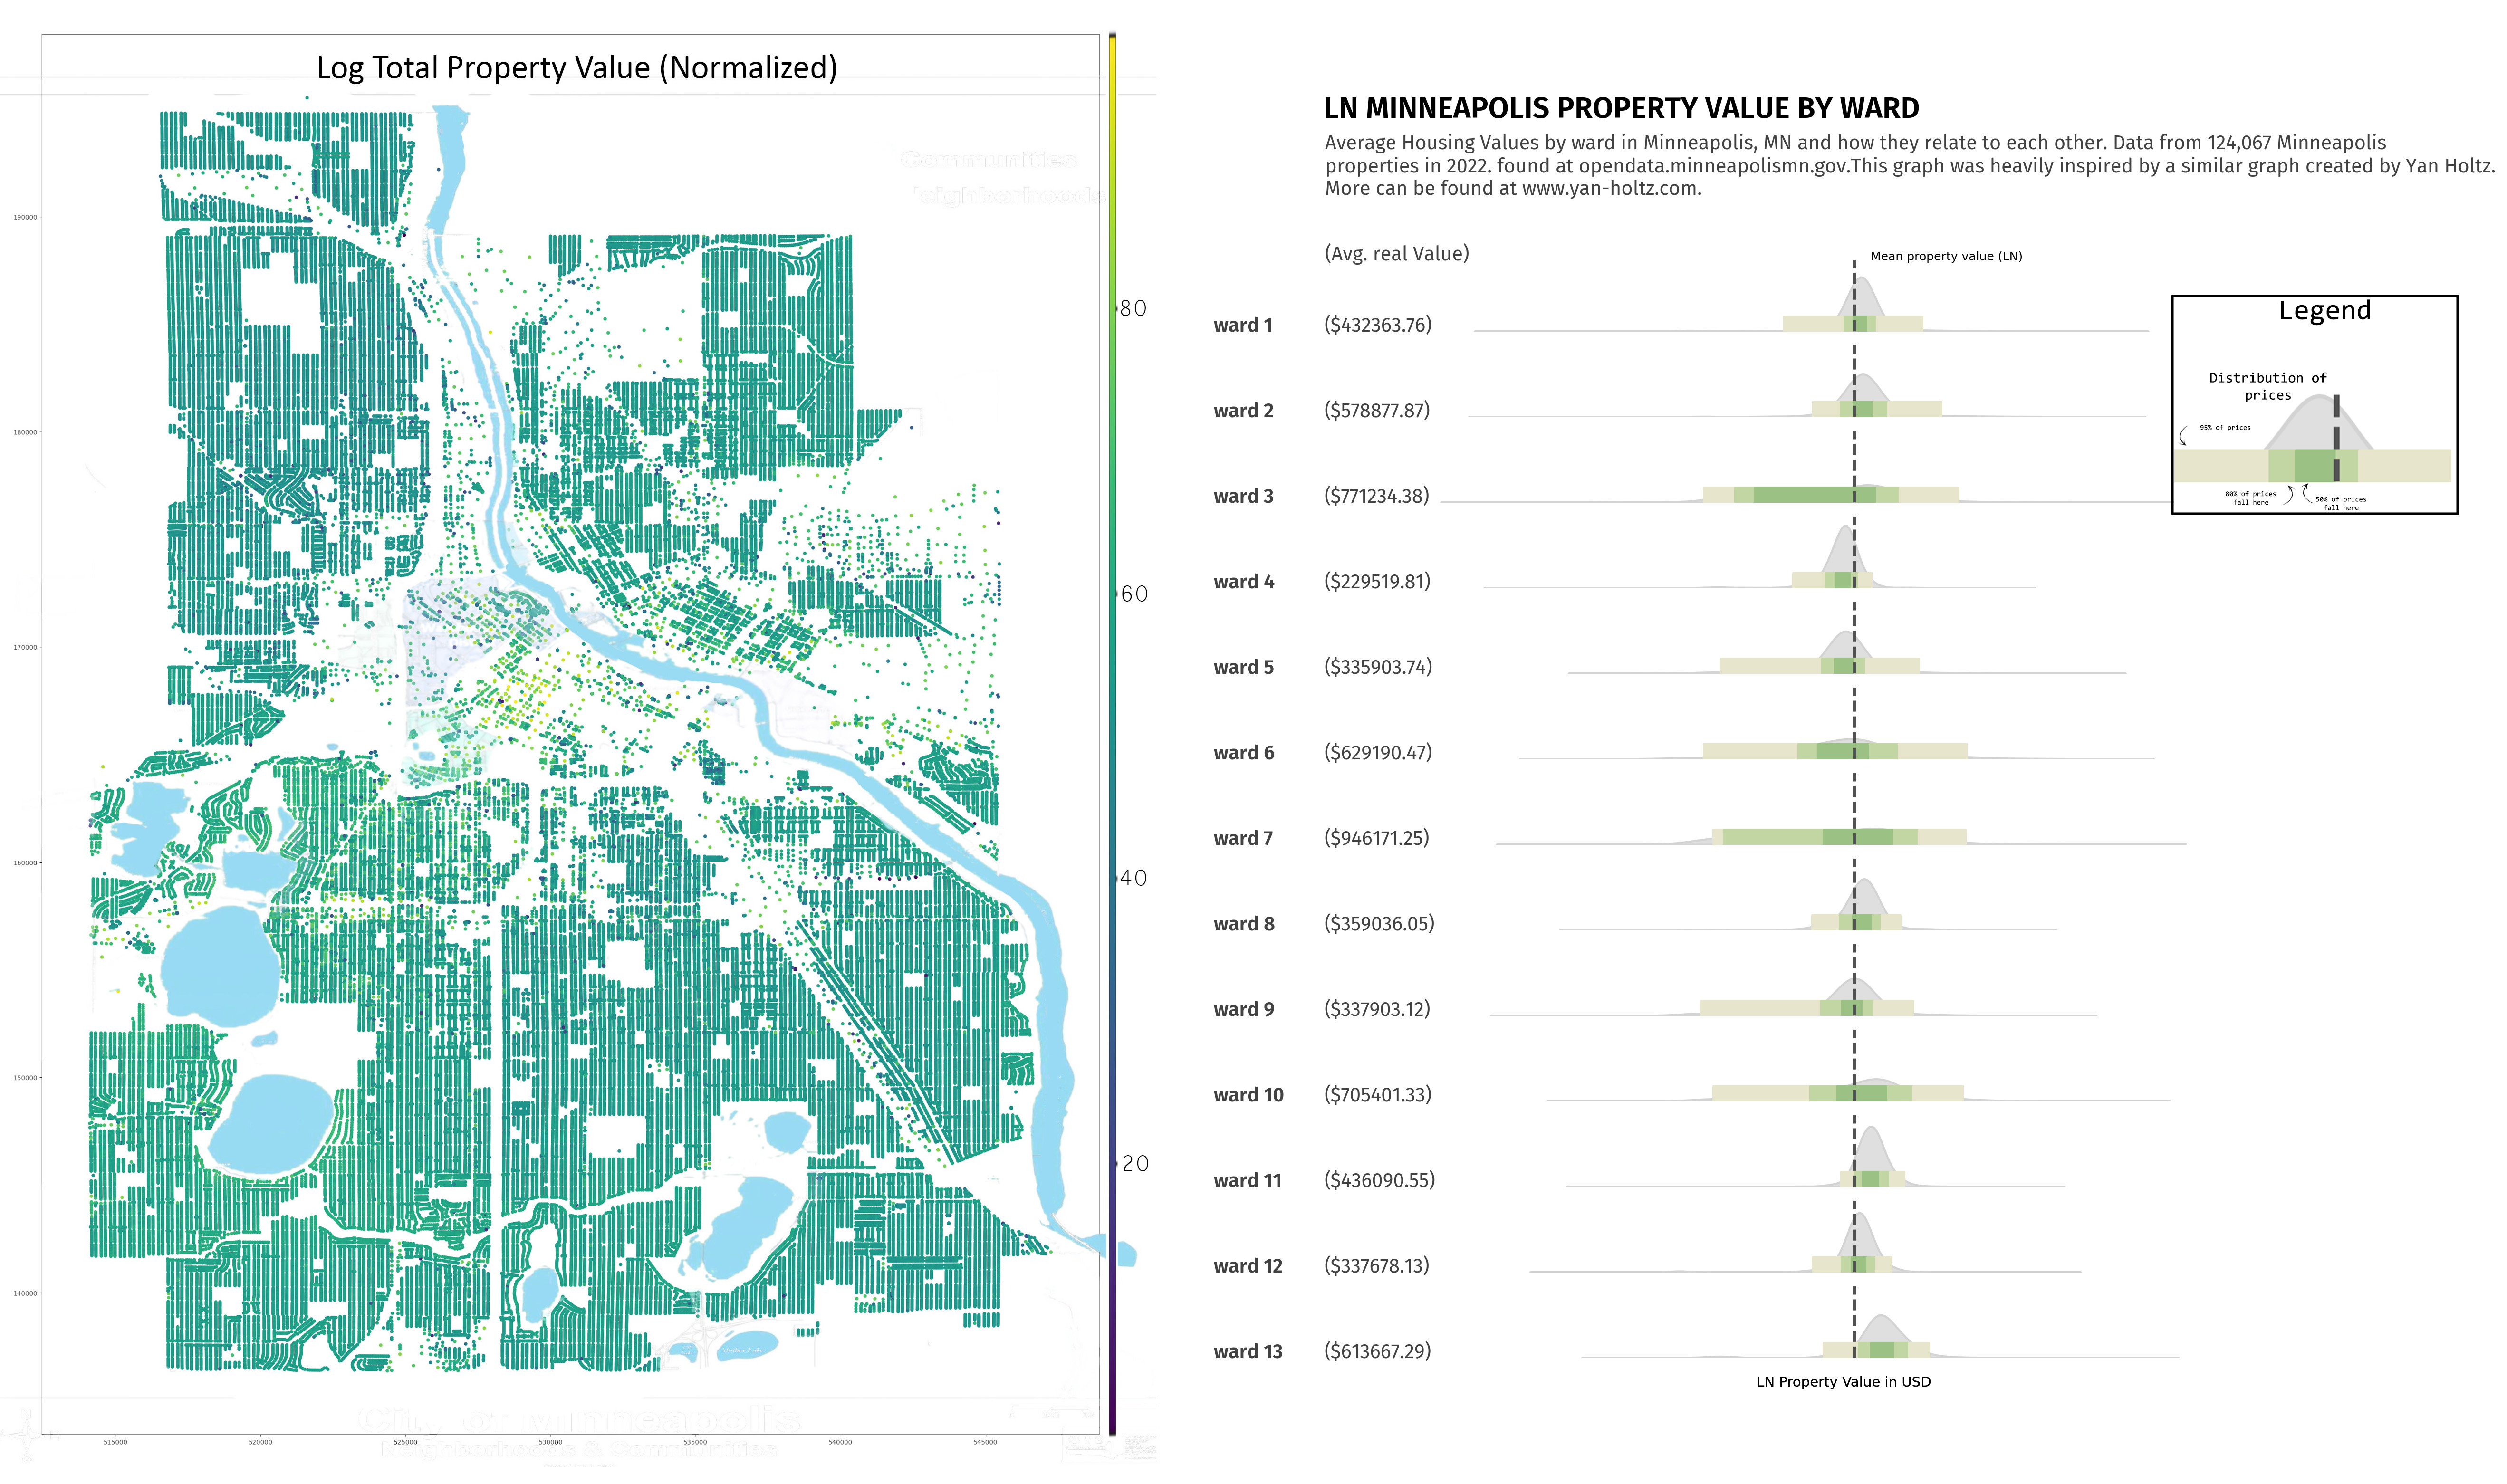 Log Total Property Value (Normalized)
Communities
Neighborhoods
190000
180000
170000
160000
150000
140000
515000
520000
525000
530000
535000
540000
545000
80
60
40
20
City of Minneapolis
Neighborhoods & Communities
LN MINNEAPOLIS PROPERTY VALUE BY WARD
Average Housing Values by ward in Minneapolis, MN and how they relate to each other. Data from 124,067 Minneapolis
properties in 2022. found at opendata.minneapolismn.gov.This graph was heavily inspired by a similar graph created by Yan Holtz.
More can be found at www.yan-holtz.com.
(Avg. real Value)
Mean property value (LN)
ward 1 ($432363.76)
ward 2 ($578877.87)
ward 3 ($771234.38)
ward 4 ($229519.81)
ward 5 ($335903.74)
ward 6 ($629190.47)
ward 7 ($946171.25)
ward 8 ($359036.05)
ward 9 ($337903.12)
ward 10 ($705401.33)
ward 11 ($436090.55)
ward 12 ($337678.13)
ward 13 ($613667.29)
LN Property Value in USD
Legend
Distribution of
prices
95% of prices
80% of prices
fall here
50% of prices
fall here